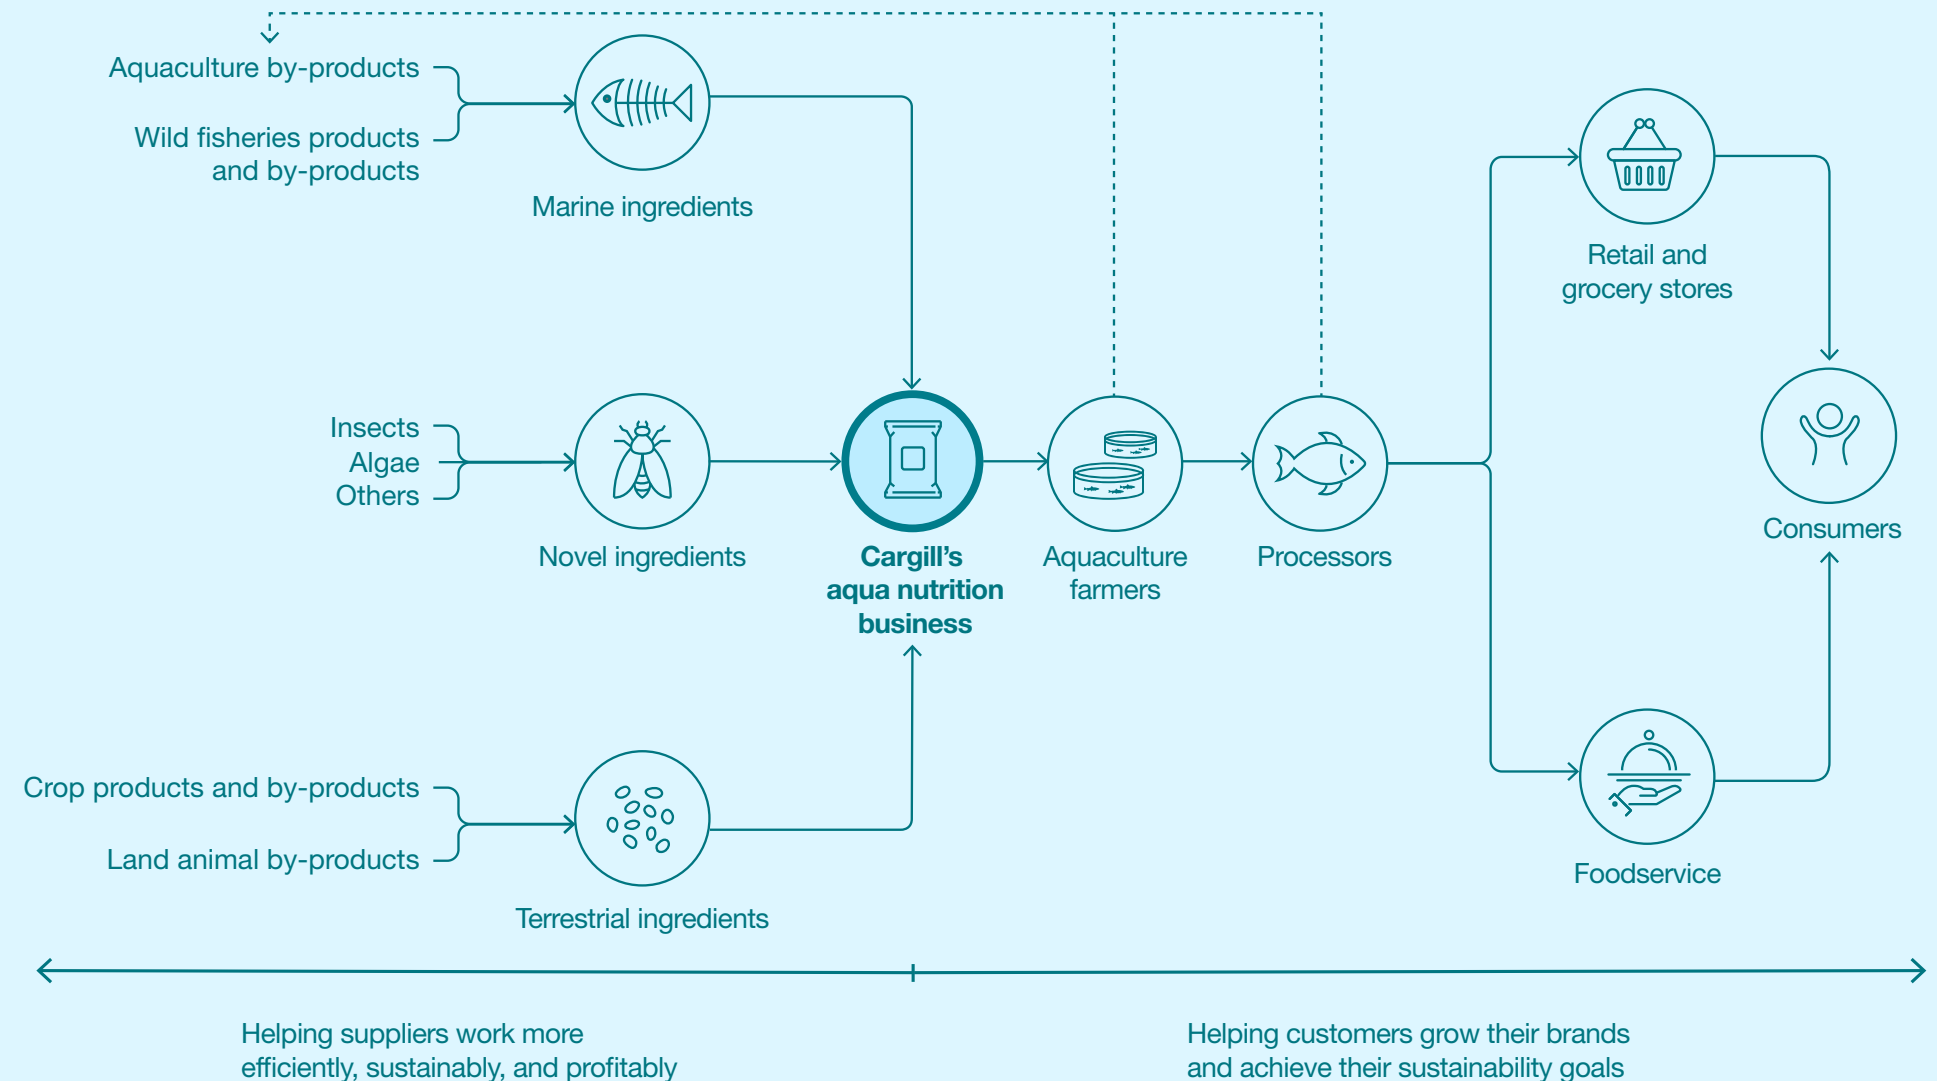 Aquaculture by-products
Wild fisheries products
and by-products
Marine ingredients
Retail and
grocery stores
Insects
Algae
Others
Novel ingredients
Cargill’s
aqua nutrition
business
Aquaculture
farmers
Processors
Consumers
Crop products and by-products
Land animal by-products
Terrestrial ingredients
Foodservice
Helping suppliers work more
efficiently, sustainably, and profitably
Helping customers grow their brands
and achieve their sustainability goals